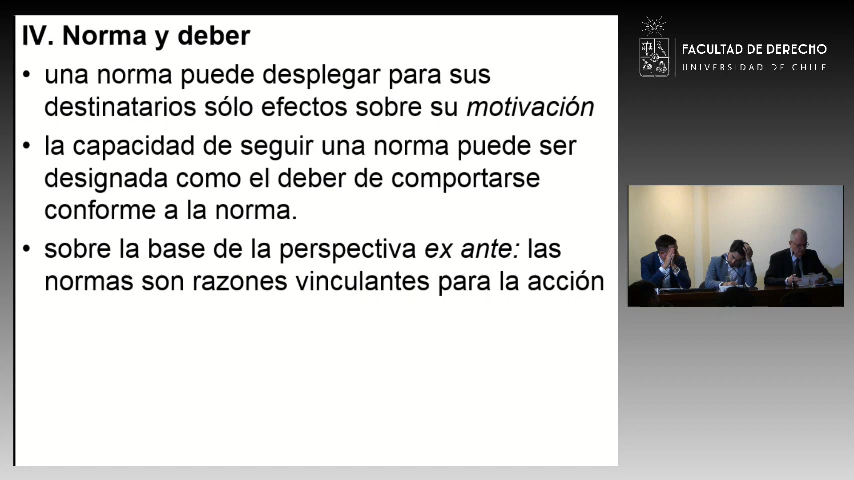 IV. Norma y deber
• una norma puede desplegar para sus
destinatarios sólo efectos sobre su motivación
• la capacidad de seguir una norma puede ser
designada como el deber de comportarse
conforme a la norma.
• sobre la base de la perspectiva ex ante: las
normas son razones vinculantes para la acción
FACULTAD DE DERECHO
UNIVERSIDAD DE CHILE